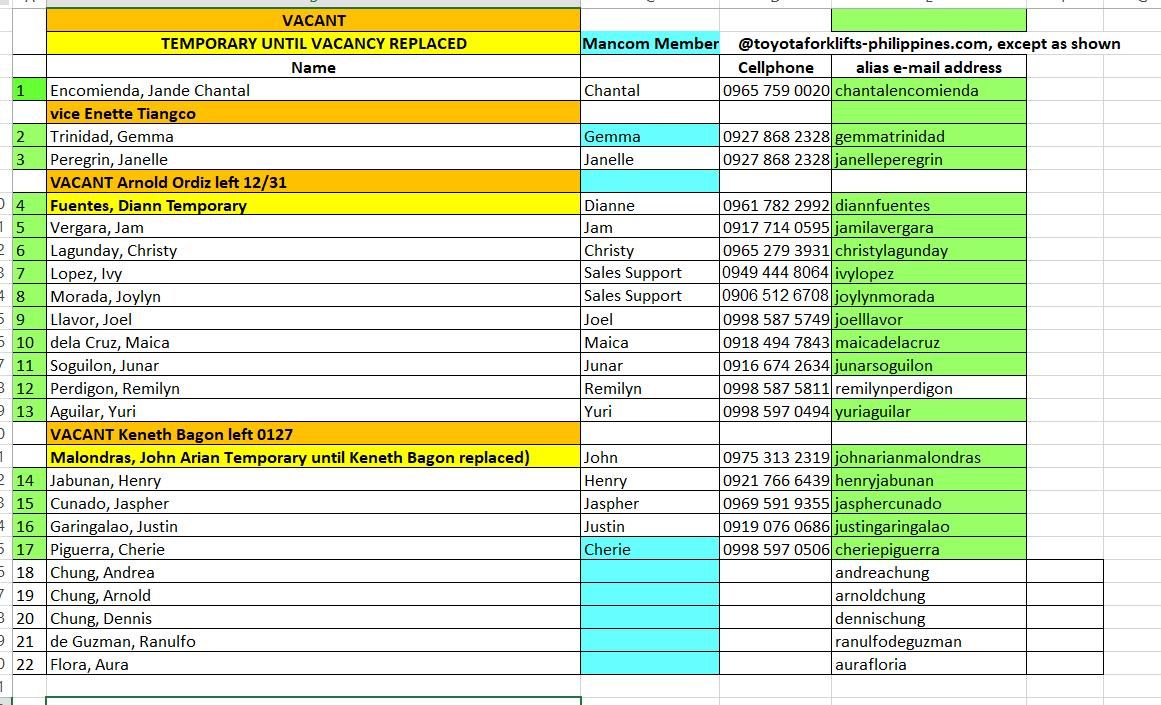 VACANT
TEMPORARY UNTIL VACANCY REPLACED Mancom Member @toyotaforklifts-philippines.com, except as shown
Name Cellphone alias e-mail address
1 Encomienda, Jande Chantal Chantal 0965 759 0020 chantalencomienda
vice Enette Tiangco
2 Trinidad, Gemma Gemma 0927 868 2328 gemmatrinidad
3 Peregrin, Janelle Janelle 0927 868 2328 janelleperegrin
VACANT Arnold Ordiz left 12/31
4 Fuentes, Diann Temporary Dianne 0961 782 2992 diannfuentes
5 Vergara, Jam Jam 0917 714 0595 jamilavergara
6 Lagunday, Christy Christy 0965 279 3931 christylagunday
7 Lopez, Ivy Sales Support 0949 444 8064 ivylopez
8 Morada, Joylyn Sales Support 0906 512 6708 joylynmorada
9 Llavor, Joel Joel 0998 587 5749 joelllavor
10 dela Cruz, Maica Maica 0918 494 7843 maicadelacruz
11 Soguilon, Junar Junar 0916 674 2634 junarsoguilon
12 Perdigon, Remilyn Remilyn 0998 587 5811 remilynperdigon
13 Aguilar, Yuri Yuri 0998 597 0494 yuriaguilar
VACANT Keneth Bagon left 0127
Malondras, John Arian Temporary until Keneth Bagon replaced) John 0975 313 2319 johnarianmalondras
14 Jabunan, Henry Henry 0921 766 6439 henryjabunan
15 Cunado, Jaspher Jaspher 0969 591 9355 jasphercunado
16 Garingalao, Justin Justin 0919 076 0686 justingaringalao
17 Piguerra, Cherie Cherie 0998 597 0506 cheriepiguerra
18 Chung, Andrea andreachung
19 Chung, Arnold arnoldchung
20 Chung, Dennis dennischung
21 de Guzman, Ranulfo ranulfodeguzman
22 Flora, Aura aurafloria